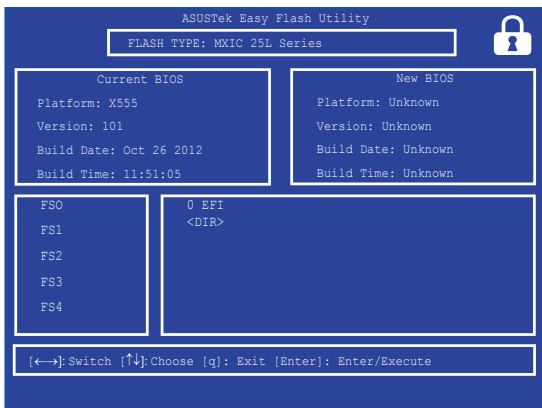 ASUSTek Easy Flash Utility
FLASH TYPE: MXIC 25L Series
Current BIOS
Platform: X555
Version: 101
Build Date: Oct 26 2012
Build Time: 11:51:05
New BIOS
Platform: Unknown
Version: Unknown
Build Date: Unknown
Build Time: Unknown
FSO
FS1
FS2
FS3
FS4
0 EFI
<DIR>
[←→]: Switch [↑↓]: Choose [q]: Exit [Enter]: Enter/Execute